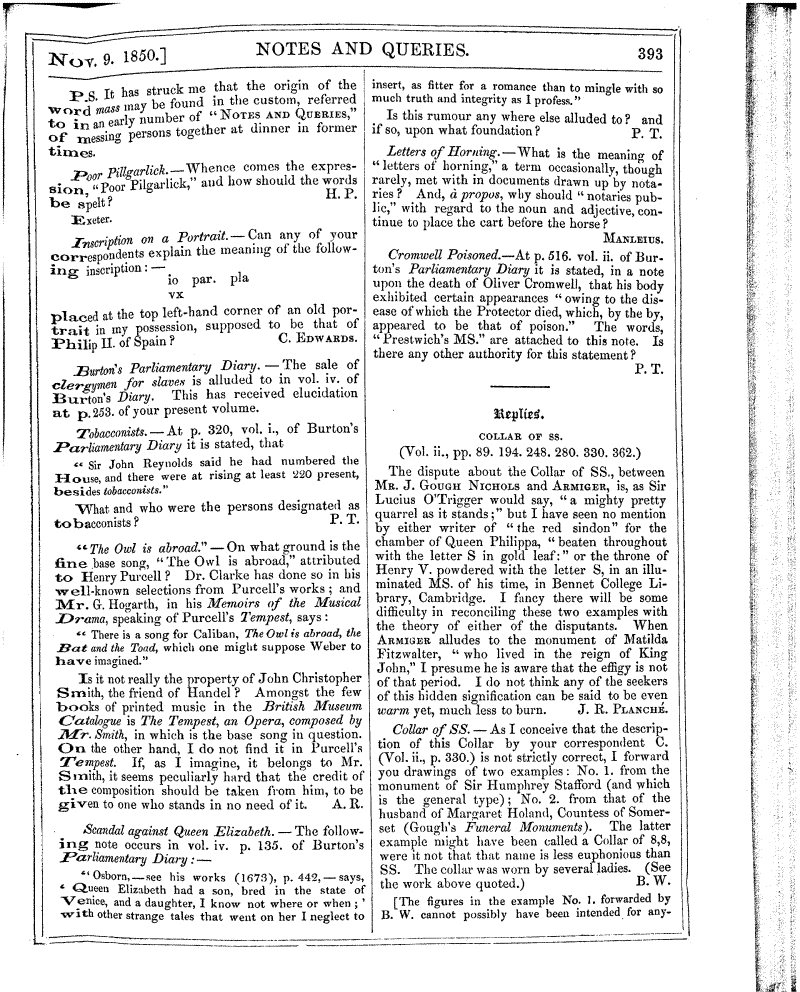 Nov. 9. 1850.]
NOTES AND QUERIES.
393
P.S. It has struck me that the origin of the
word mass may be found in the custom, referred
to in an early number of "NOTES AND QUERIES,"
of messing persons together at dinner in former
times.
Poor Pillgarlick.—Whence comes the expres-
sion, "Poor Pilgarlick," and how should the words
be spelt? H. P.
Exeter.
Inscription on a Portrait.—Can any of your
correspondents explain the meaning of the follow-
ing inscription:—
io par. pla
vx
placed at the top left-hand corner of an old por-
trait in my possession, supposed to be that of
Philip II. of Spain? C. EDWARDS.
Burton's Parliamentary Diary.—The sale of
clergymen for slaves is alluded to in vol. iv. of
Burton's Diary. This has received elucidation
at p. 253. of your present volume.
Tobacconists.—At p. 320, vol. i., of Burton's
Parliamentary Diary it is stated, that
"Sir John Reynolds said he had numbered the
House, and there were at rising at least 220 present,
besides tobacconists."
What and who were the persons designated as
tobacconists? P. T.
"The Owl is abroad."—On what ground is the
fine base song, "The Owl is abroad," attributed
to Henry Purcell? Dr. Clarke has done so in his
well-known selections from Purcell's works; and
Mr. G. Hogarth, in his Memoirs of the Musical
Drama, speaking of Purcell's Tempest, says:
"There is a song for Caliban, The Owl is abroad, the
Bat and the Toad, which one might suppose Weber to
have imagined."
Is it not really the property of John Christopher
Smith, the friend of Handel? Amongst the few
books of printed music in the British Museum
Catalogue is The Tempest, an Opera, composed by
Mr. Smith, in which is the base song in question.
On the other hand, I do not find it in Purcell's
Tempest. If, as I imagine, it belongs to Mr.
Smith, it seems peculiarly hard that the credit of
the composition should be taken from him, to be
given to one who stands in no need of it. A. R.
Scandal against Queen Elizabeth.—The follow-
ing note occurs in vol. iv. p. 135. of Burton's
Parliamentary Diary:—
"Osborn,—see his works (1673), p. 442,—says,
'Queen Elizabeth had a son, bred in the state of
Venice, and a daughter, I know not where or when;'
with other strange tales that went on her I neglect to
insert, as fitter for a romance than to mingle with so
much truth and integrity as I profess."
Is this rumour any where else alluded to? and
if so, upon what foundation? P. T.
Letters of Horning.—What is the meaning of
"letters of horning," a term occasionally, though
rarely, met with in documents drawn up by nota-
ries? And, à propos, why should "notaries pub-
lic," with regard to the noun and adjective, con-
tinue to place the cart before the horse?
MANLEIUS.
Cromwell Poisoned.—At p. 516. vol. ii. of Bur-
ton's Parliamentary Diary it is stated, in a note
upon the death of Oliver Cromwell, that his body
exhibited certain appearances "owing to the dis-
ease of which the Protector died, which, by the by,
appeared to be that of poison." The words,
"Prestwich's MS." are attached to this note. Is
there any other authority for this statement?
P. T.
Replies.
COLLAR OF SS.
(Vol. ii., pp. 89. 194. 248. 280. 330. 362.)
The dispute about the Collar of SS., between
MR. J. GOUGH NICHOLS and ARMIGER, is, as Sir
Lucius O'Trigger would say, "a mighty pretty
quarrel as it stands;" but I have seen no mention
by either writer of "the red sindon" for the
chamber of Queen Philippa, "beaten throughout
with the letter S in gold leaf:" or the throne of
Henry V. powdered with the letter S, in an illu-
minated MS. of his time, in Bennet College Li-
brary, Cambridge. I fancy there will be some
difficulty in reconciling these two examples with
the theory of either of the disputants. When
ARMIGER alludes to the monument of Matilda
Fitzwalter, "who lived in the reign of King
John," I presume he is aware that the effigy is not
of that period. I do not think any of the seekers
of this hidden signification can be said to be even
warm yet, much less to burn. J. R. PLANCHÉ.
Collar of SS.—As I conceive that the descrip-
tion of this Collar by your correspondent C.
(Vol. ii., p. 330.) is not strictly correct, I forward
you drawings of two examples: No. 1. from the
monument of Sir Humphrey Stafford (and which
is the general type); No. 2. from that of the
husband of Margaret Holand, Countess of Somer-
set (Gough's Funeral Monuments). The latter
example might have been called a Collar of 8,8,
were it not that that name is less euphonious than
SS. The collar was worn by several ladies. (See
the work above quoted.) B. W.
[The figures in the example No. 1. forwarded by
B. W. cannot possibly have been intended for any-